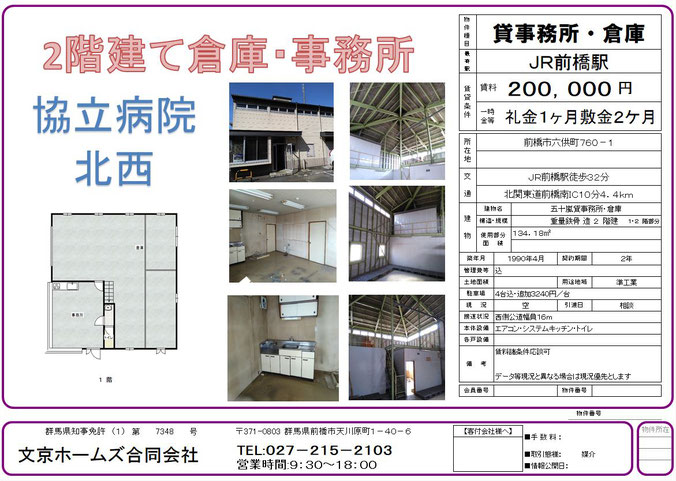 2階建て倉庫・事務所
協立病院
北西
倉庫
事務所
1 階
物件種目
貸事務所・倉庫
最寄駅
JR前橋駅
賃貸条件
賃料 200,000 円
一時金等 礼金1ヶ月敷金2ケ月
所在地
前橋市六供町760-1
交通
JR前橋駅徒歩32分
北関東道前橋南IC10分4.4km
建物
建物名 五十嵐貸事務所・倉庫
構造・規模 重量鉄骨 造 2 階建 1・2 階部分
使用部分面積 134.18㎡
築年月 1990年4月 契約期間 2年
管理費等 込
土地面積 用途地域 準工業
駐車場 4台込・追加3240円/台
現況 空 引渡日 相談
接道状況 西側公道幅員16m
本体設備 エアコン・システムキッチン・トイレ
各戸設備
備考
賃料諸条件応談可
データ等現況と異なる場合は現況優先とします
会員番号 物件番号
物件番号
群馬県知事免許 (1) 第 7348 号
〒371-0803 群馬県前橋市天川原町1-40-6
文京ホームズ合同会社
TEL:027-215-2103
営業時間:9:30~18:00
【客付会社様へ】
■手数料:
■取引態様: 媒介
■情報公開日:
物件所在